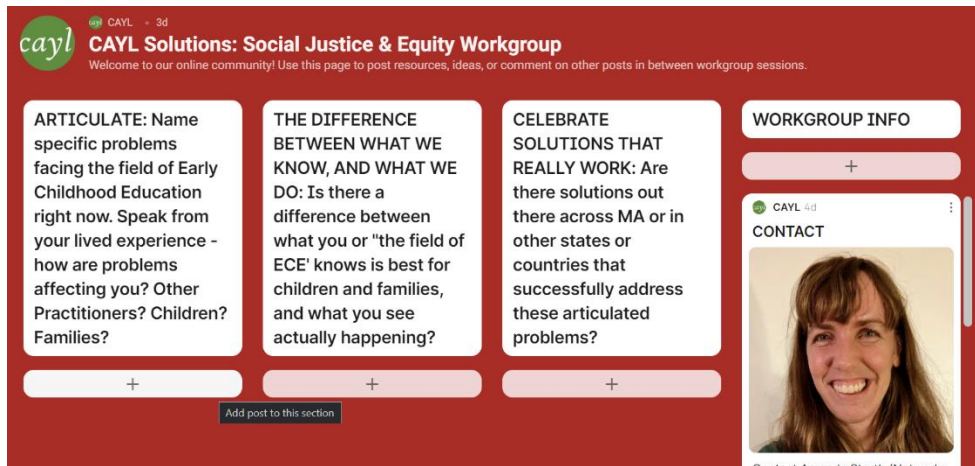 cayl
cayl CAYL • 3d
CAYL Solutions: Social Justice & Equity Workgroup
Welcome to our online community! Use this page to post resources, ideas, or comment on other posts in between workgroup sessions.
ARTICULATE: Name
specific problems
facing the field of Early
Childhood Education
right now. Speak from
your lived experience -
how are problems
affecting you? Other
Practitioners? Children?
Families?
+
Add post to this section
THE DIFFERENCE
BETWEEN WHAT WE
KNOW, AND WHAT WE
DO: Is there a
difference between
what you or "the field of
ECE' knows is best for
children and families,
and what you see
actually happening?
+
CELEBRATE
SOLUTIONS THAT
REALLY WORK: Are
there solutions out
there across MA or in
other states or
countries that
successfully address
these articulated
problems?
+
WORKGROUP INFO
+
cayl CAYL 4d
CONTACT